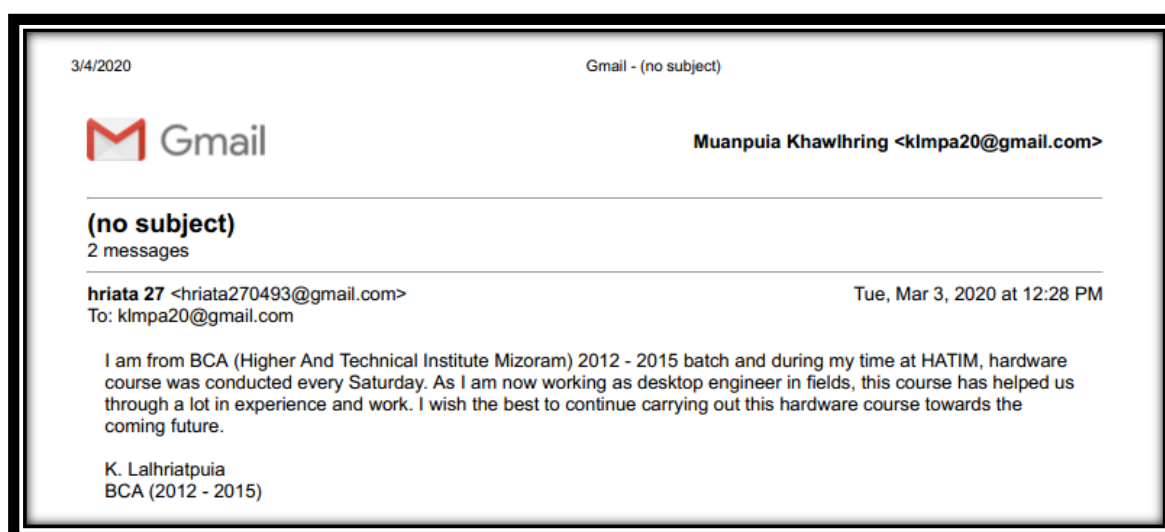 3/4/2020 Gmail - (no subject)
Gmail Muanpuia Khawlhring <klmpa20@gmail.com>
(no subject)
2 messages
hriata 27 <hriata270493@gmail.com> Tue, Mar 3, 2020 at 12:28 PM
To: klmpa20@gmail.com
I am from BCA (Higher And Technical Institute Mizoram) 2012 - 2015 batch and during my time at HATIM, hardware
course was conducted every Saturday. As I am now working as desktop engineer in fields, this course has helped us
through a lot in experience and work. I wish the best to continue carrying out this hardware course towards the
coming future.
K. Lalhriatpuia
BCA (2012 - 2015)